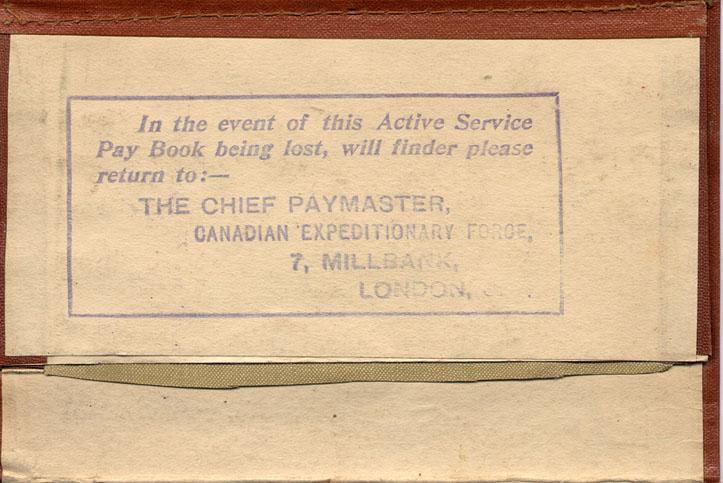 In the event of this Active Service
Pay Book being lost, will finder please
return to:—
THE CHIEF PAYMASTER,
CANADIAN EXPEDITIONARY FORCE,
7, MILLBANK,
LONDON,